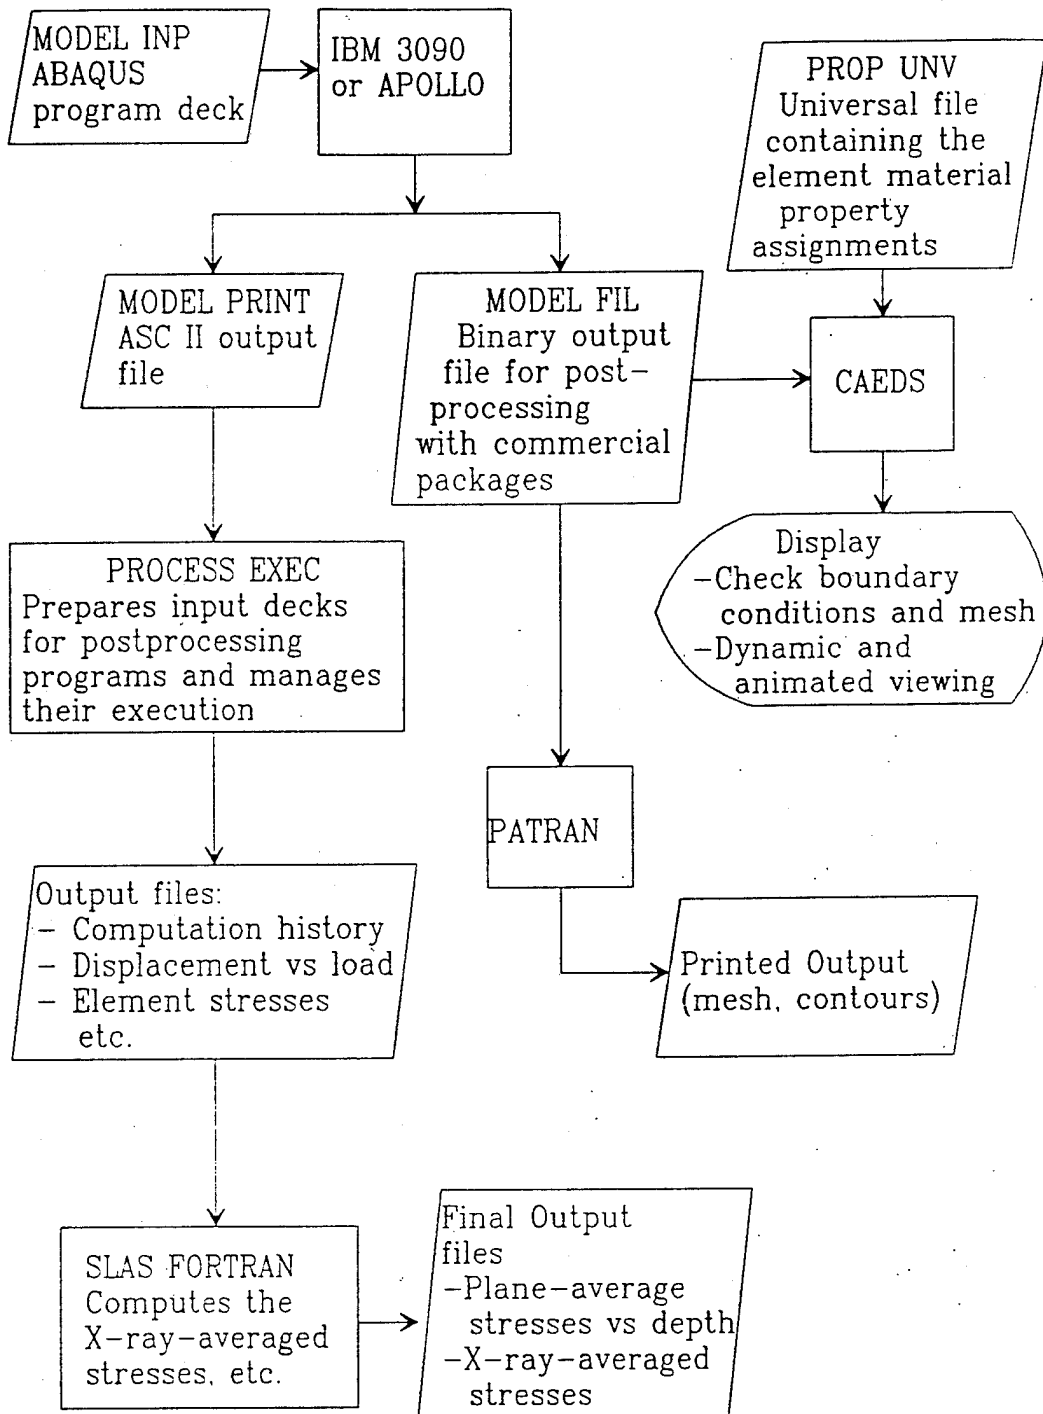 MODEL INP
ABAQUS
program deck
IBM 3090
or APOLLO
PROP UNV
Universal file
containing the
element material
property
assignments
MODEL PRINT
ASC II output
file
MODEL FIL
Binary output
file for post-
processing
with commercial
packages
CAEDS
PROCESS EXEC
Prepares input decks
for postprocessing
programs and manages
their execution
Display
-Check boundary
conditions and mesh
-Dynamic and
animated viewing
PATRAN
Output files:
- Computation history
- Displacement vs load
- Element stresses
etc.
Printed Output
(mesh, contours)
SLAS FORTRAN
Computes the
X-ray-averaged
stresses, etc.
Final Output
files
-Plane-average
stresses vs depth
-X-ray-averaged
stresses